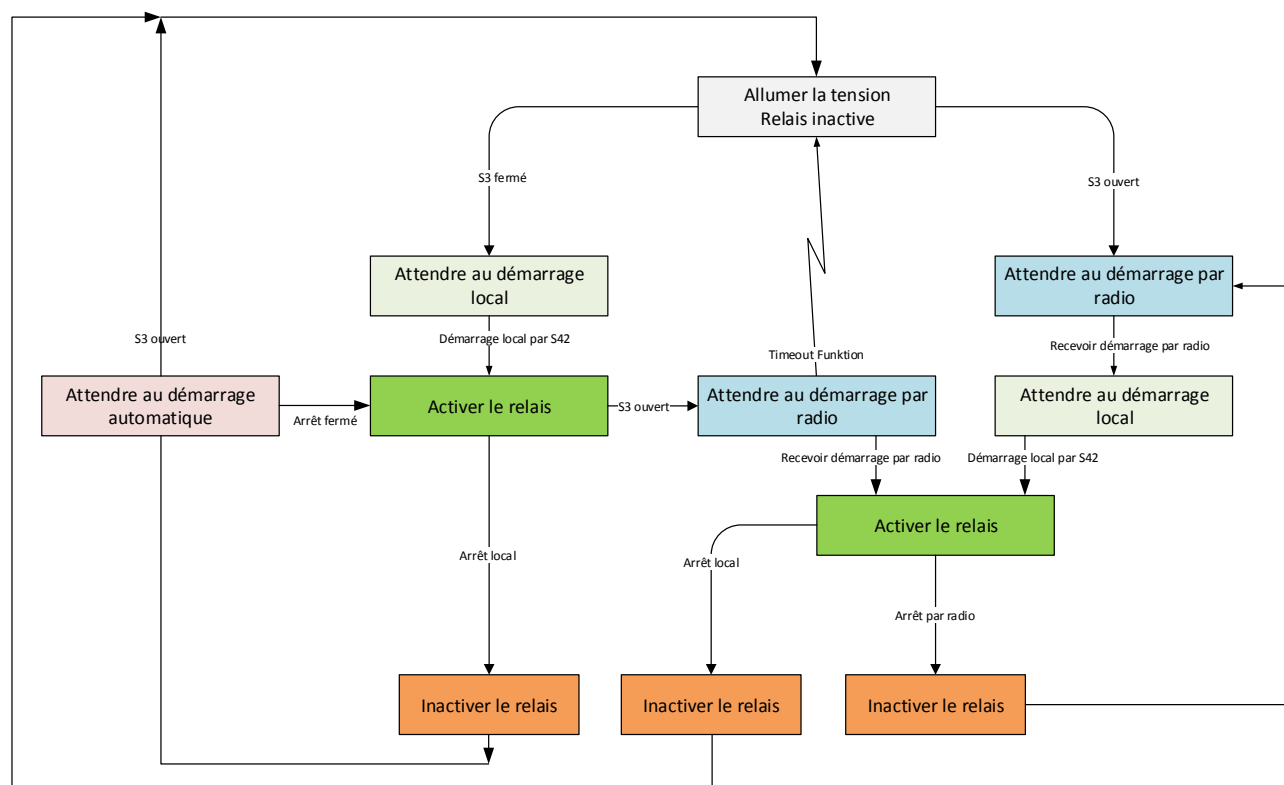 Allumer la tension
Relais inactive
S3 fermé
S3 ouvert
Attendre au démarrage
local
Attendre au démarrage par
radio
S3 ouvert
Démarrage local par S42
Timeout Funktion
Recevoir démarrage par radio
Attendre au démarrage
automatique
Arrêt fermé
Activer le relais
S3 ouvert
Attendre au démarrage par
radio
Attendre au démarrage
local
Recevoir démarrage par radio
Démarrage local par S42
Activer le relais
Arrêt local
Arrêt local
Arrêt par radio
Inactiver le relais
Inactiver le relais
Inactiver le relais